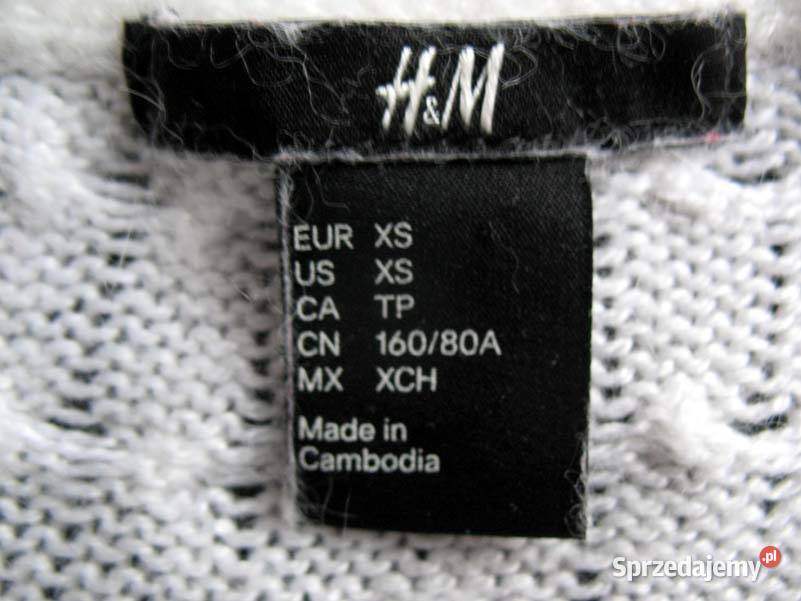 H&M
EUR XS
US XS
CA TP
CN 160/80A
MX XCH
Made in
Cambodia
Sprzedajemy.pl